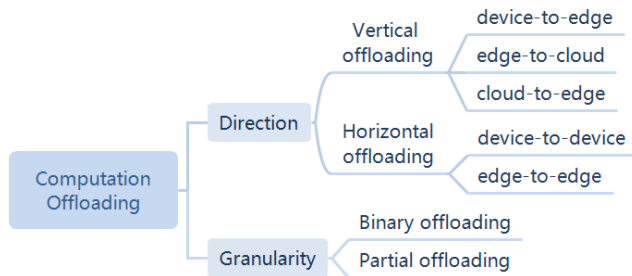 Computation
Offloading
Direction
Vertical
offloading
device-to-edge
edge-to-cloud
cloud-to-edge
Horizontal
offloading
device-to-device
edge-to-edge
Granularity
Binary offloading
Partial offloading